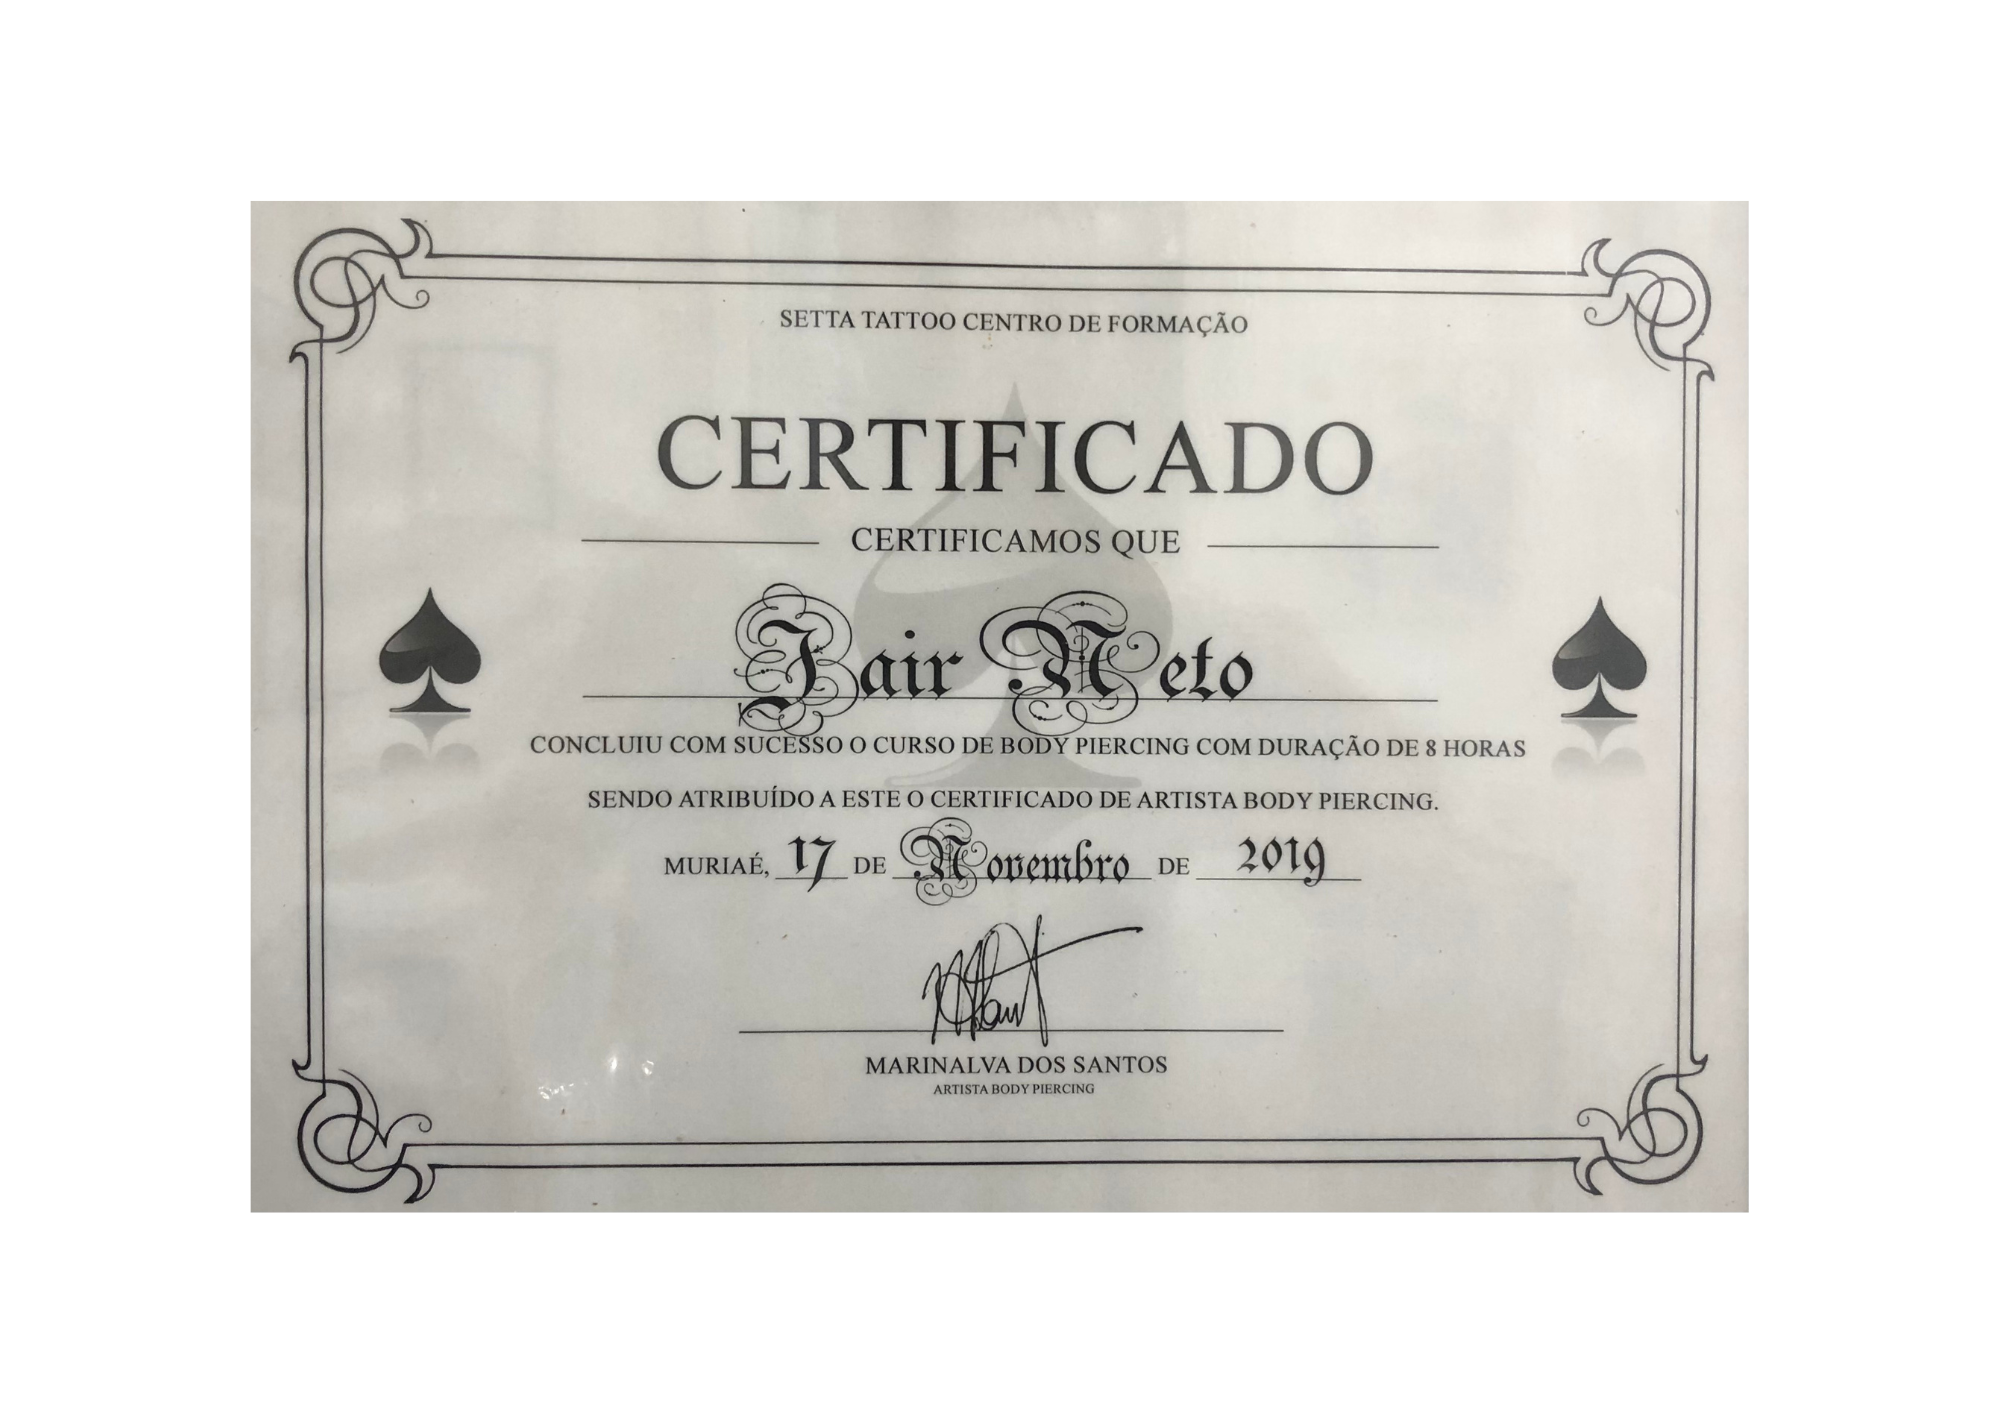 SETTA TATTOO CENTRO DE FORMAÇÃO
CERTIFICADO
CERTIFICAMOS QUE
Jair Neto
CONCLUIU COM SUCESSO O CURSO DE BODY PIERCING COM DURAÇÃO DE 8 HORAS
SENDO ATRIBUÍDO A ESTE O CERTIFICADO DE ARTISTA BODY PIERCING.
MURIAÉ, 17 DE Novembro DE 2019
MARINALVA DOS SANTOS
ARTISTA BODY PIERCING